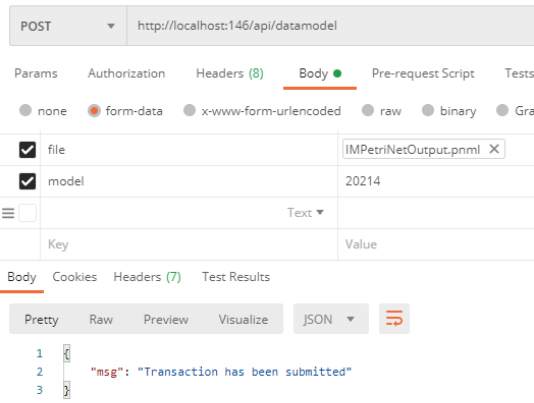 POST http://localhost:146/api/datamodel
Params Authorization Headers (8) Body Pre-request Script Tests
none form-data x-www-form-urlencoded raw binary Gra
file IMPetriNetOutput.pnml ✕
model 20214
Text
Key Value
Body Cookies Headers (7) Test Results
Pretty Raw Preview Visualize JSON
1 {
2 "msg": "Transaction has been submitted"
3 }